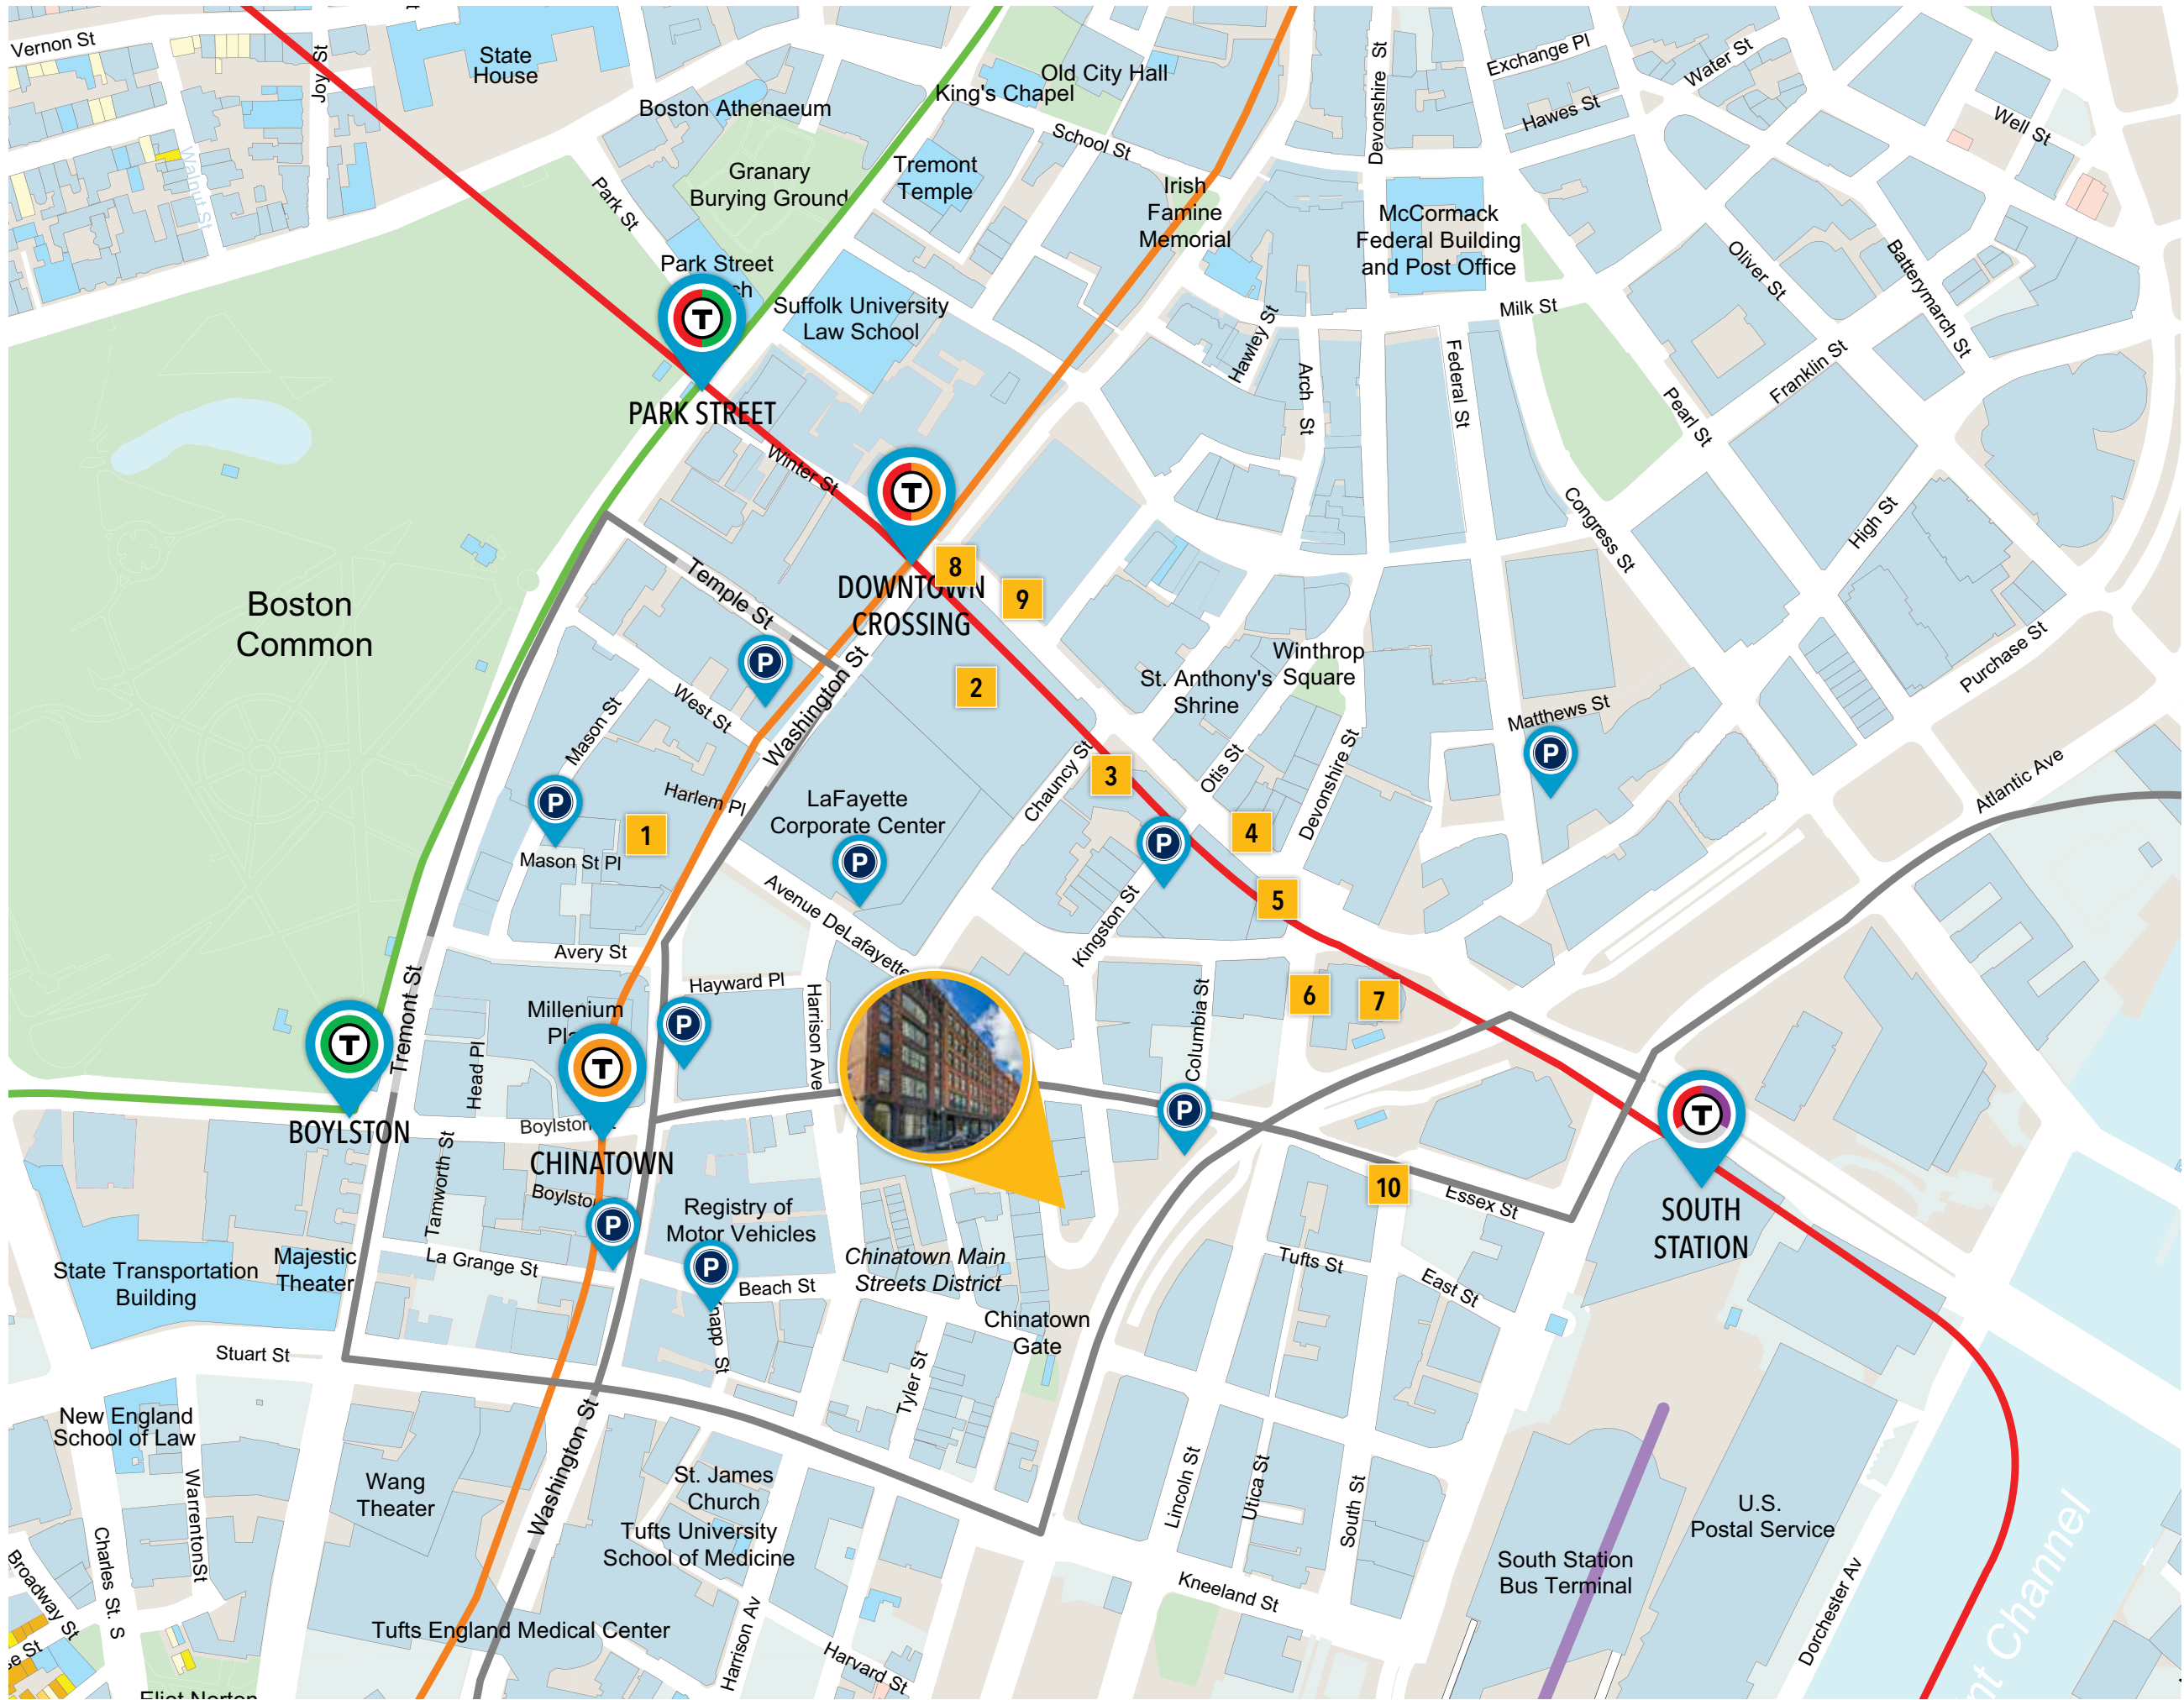 Vernon St
Joy St
State
House
Walnut St
Boston Athenaeum
King's Chapel
Old City Hall
School St
Devonshire St
Exchange Pl
Water St
Hawes St
Well St
Park St
Granary
Burying Ground
Tremont
Temple
Irish
Famine
Memorial
McCormack
Federal Building
and Post Office
Oliver St
Batterymarch St
Park Street
Suffolk University
Law School
T
PARK STREET
Hawley St
Arch St
Federal St
Milk St
Pearl St
Franklin St
Winter St
T
DOWNTOWN
CROSSING
8
9
Congress St
High St
Boston
Common
Temple St
P
Washington St
2
St. Anthony's
Shrine
Winthrop
Square
Purchase St
Matthews St
P
Mason St
West St
Harlem Pl
P
Mason St Pl
1
LaFayette
Corporate Center
P
Chauncy St
3
Otis St
Devonshire St
4
P
Atlantic Ave
Avenue DeLafayette
Kingston St
5
Avery St
Hayward Pl
Harrison Ave
Columbia St
6
7
Tremont St
Millenium
T
BOYLSTON
Head Pl
T
Boylston
CHINATOWN
P
P
T
SOUTH
STATION
Tamworth St
Boylston
P
Registry of
Motor Vehicles
10
Essex St
State Transportation
Building
Majestic
Theater
La Grange St
P
Beach St
Knapp St
Chinatown Main
Streets District
Tufts St
East St
Chinatown
Gate
Stuart St
Tyler St
New England
School of Law
Warrenton St
Charles St. S
Broadway St
Wang
Theater
Washington St
St. James
Church
Tufts University
School of Medicine
Lincoln St
Utica St
South St
U.S.
Postal Service
South Station
Bus Terminal
Kneeland St
Dorchester Av
Tufts England Medical Center
Harrison Av
Harvard St
Channel
Eliot Norton